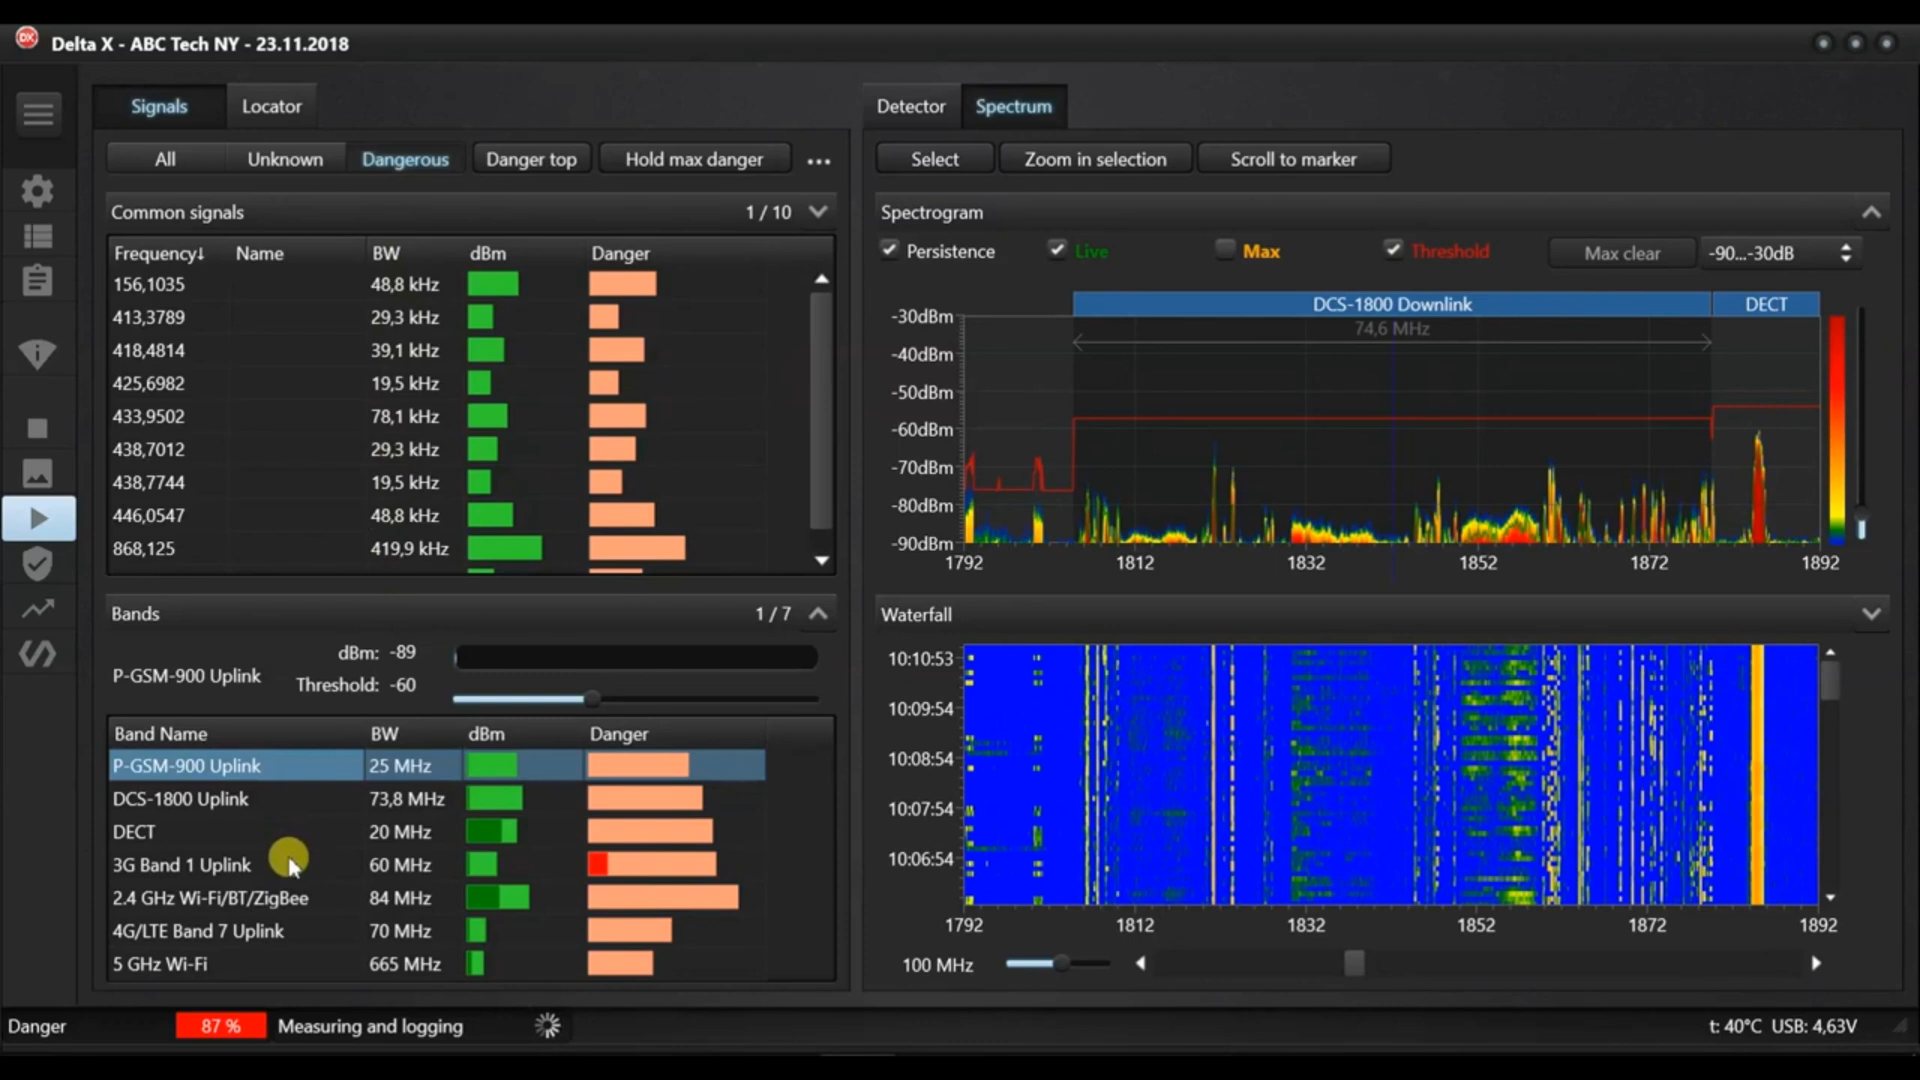 DX Delta X - ABC Tech NY - 23.11.2018
Signals Locator
All Unknown Dangerous Danger top Hold max danger ...
Common signals 1 / 10
Frequency↓ Name BW dBm Danger
156,1035 48,8 kHz
413,3789 29,3 kHz
418,4814 39,1 kHz
425,6982 19,5 kHz
433,9502 78,1 kHz
438,7012 29,3 kHz
438,7744 19,5 kHz
446,0547 48,8 kHz
868,125 419,9 kHz
Bands 1 / 7
P-GSM-900 Uplink
dBm: -89
Threshold: -60
Band Name BW dBm Danger
P-GSM-900 Uplink 25 MHz
DCS-1800 Uplink 73,8 MHz
DECT 20 MHz
3G Band 1 Uplink 60 MHz
2.4 GHz Wi-Fi/BT/ZigBee 84 MHz
4G/LTE Band 7 Uplink 70 MHz
5 GHz Wi-Fi 665 MHz
Detector Spectrum
Select Zoom in selection Scroll to marker
Spectrogram
Persistence Live Max Threshold Max clear -90...-30dB
DCS-1800 Downlink DECT
74,6 MHz
-30dBm
-40dBm
-50dBm
-60dBm
-70dBm
-80dBm
-90dBm
1792 1812 1832 1852 1872 1892
Waterfall
10:10:53
10:09:54
10:08:54
10:07:54
10:06:54
1792 1812 1832 1852 1872 1892
100 MHz
Danger 87 % Measuring and logging t: 40°C USB: 4,63V